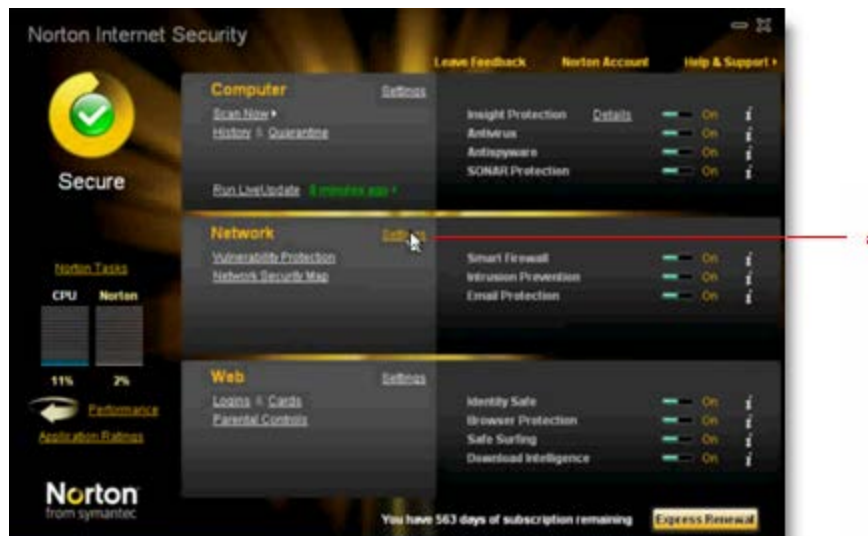 Norton Internet Security
Leave Feedback Norton Account Help & Support
Secure
Computer Settings
Scan Now
History & Quarantine
Run LiveUpdate 8 minutes ago
Insight Protection Details On i
Antivirus On i
Antispyware On i
SONAR Protection On i
Network Settings
Vulnerability Protection
Network Security Map
Smart Firewall On i
Intrusion Prevention On i
Email Protection On i
Norton Tasks
CPU Norton
11% 2%
Performance
Application Ratings
Web Settings
Logins & Cards
Parental Controls
Identity Safe On i
Browser Protection On i
Safe Surfing On i
Download Intelligence On i
Norton
from symantec
You have 563 days of subscription remaining Express Renewal